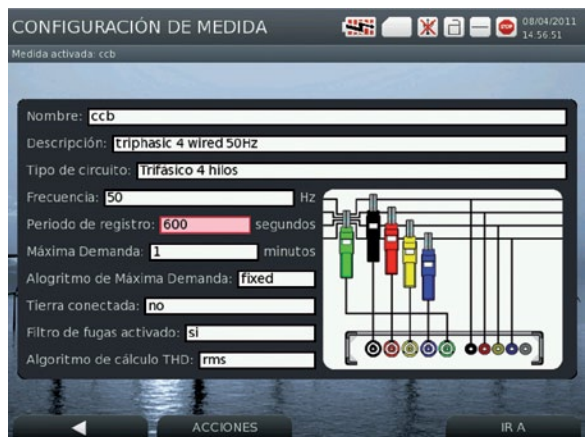 CONFIGURACIÓN DE MEDIDA
STOP
08/04/2011
14.56.51
Medida activada: ccb
Nombre: ccb
Descripción: triphasic 4 wired 50Hz
Tipo de circuito: Trifásico 4 hilos
Frecuencia: 50 Hz
Periodo de registro: 600 segundos
Máxima Demanda: 1 minutos
Alogritmo de Máxima Demanda: fixed
Tierra conectada: no
Filtro de fugas activado: si
Algoritmo de cálculo THD: rms
ACCIONES
IR A